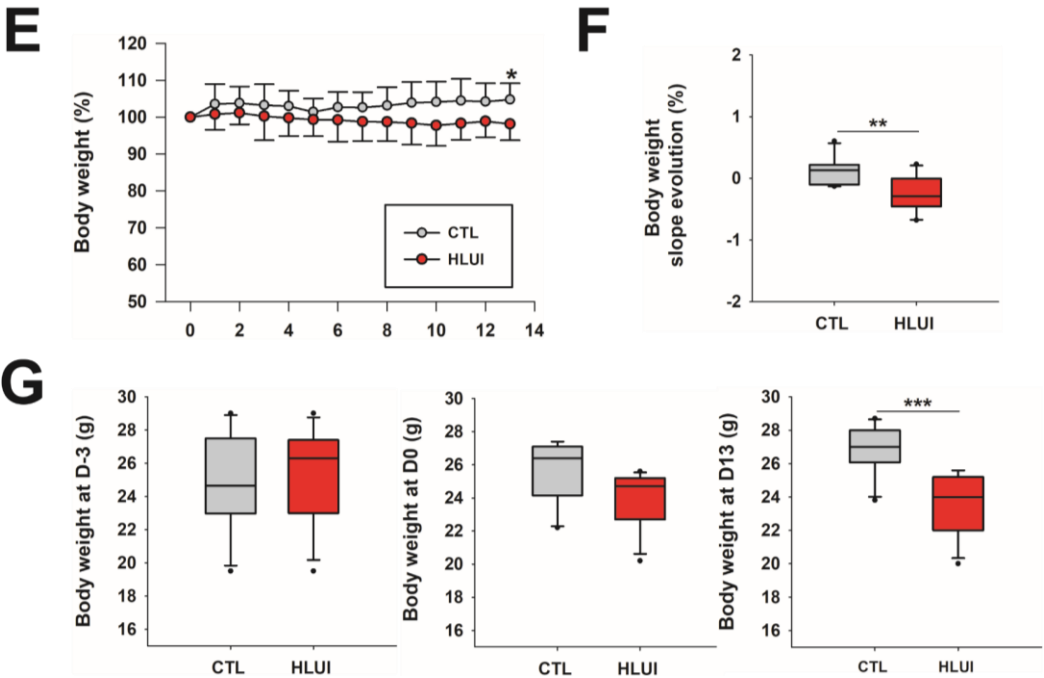 E
120
110
100
90
80
70
60
50
Body weight (%)
*
CTL
HLUI
0 2 4 6 8 10 12 14
F
2
1
0
-1
-2
Body weight
slope evolution (%)
**
CTL HLUI
G
30
28
26
24
22
20
18
16
Body weight at D-3 (g)
CTL HLUI
30
28
26
24
22
20
18
16
Body weight at D0 (g)
CTL HLUI
30
28
26
24
22
20
18
16
Body weight at D13 (g)
***
CTL HLUI